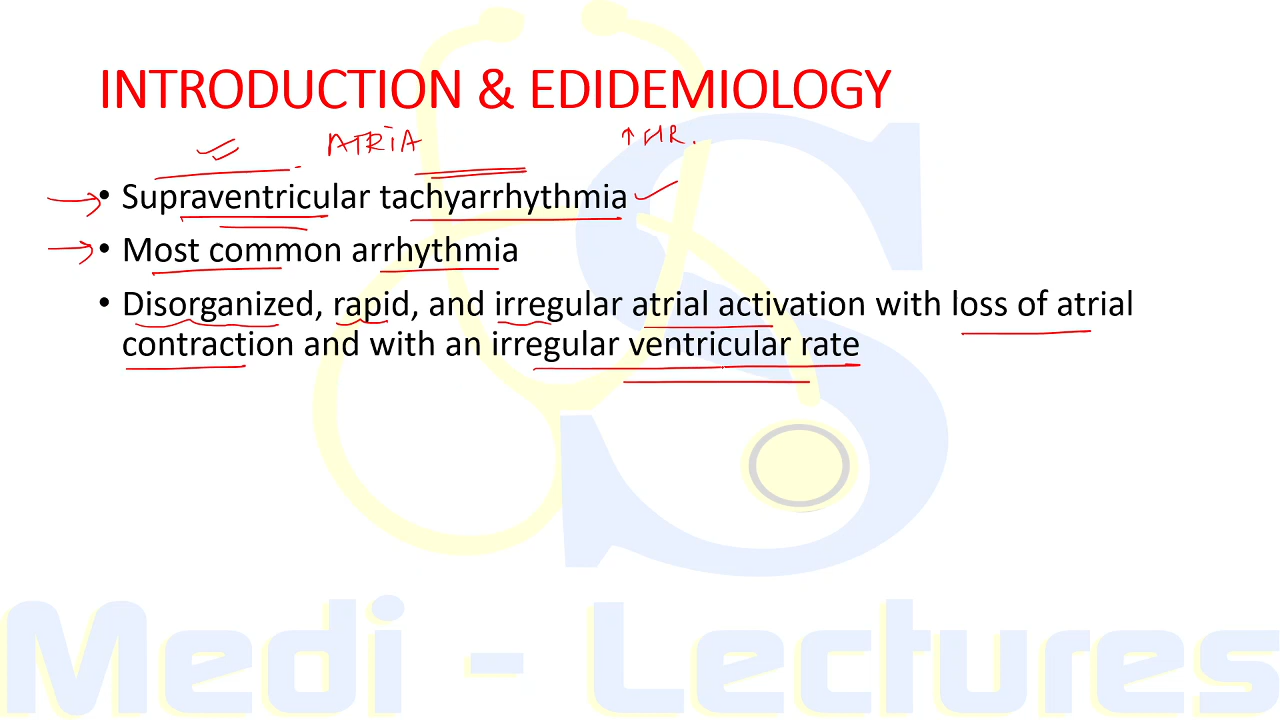 INTRODUCTION & EDIDEMIOLOGY
ATRIA ↑ HR.
• Supraventricular tachyarrhythmia
• Most common arrhythmia
• Disorganized, rapid, and irregular atrial activation with loss of atrial
contraction and with an irregular ventricular rate
S
Medi - Lectures